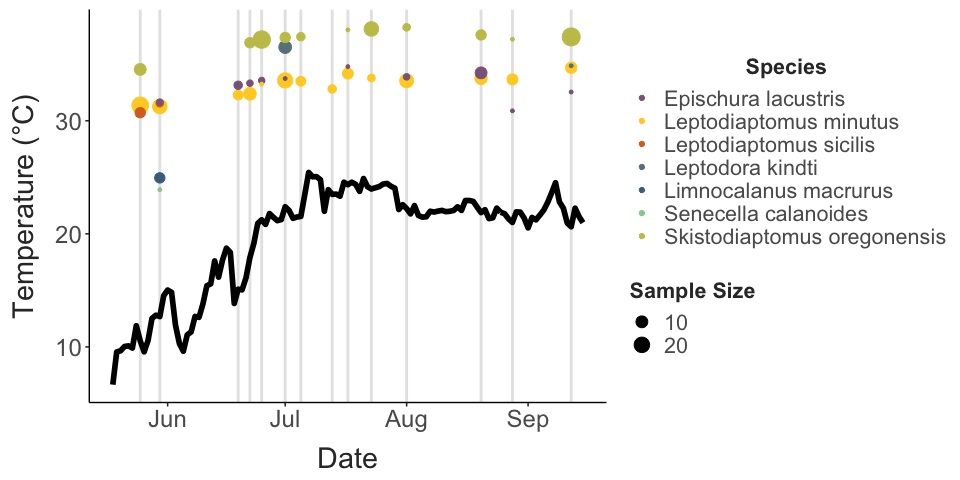 Temperature (°C)
30
20
10
Jun Jul Aug Sep
Date
Species
Epischura lacustris
Leptodiaptomus minutus
Leptodiaptomus sicilis
Leptodora kindti
Limnocalanus macrurus
Senecella calanoides
Skistodiaptomus oregonensis
Sample Size
10
20